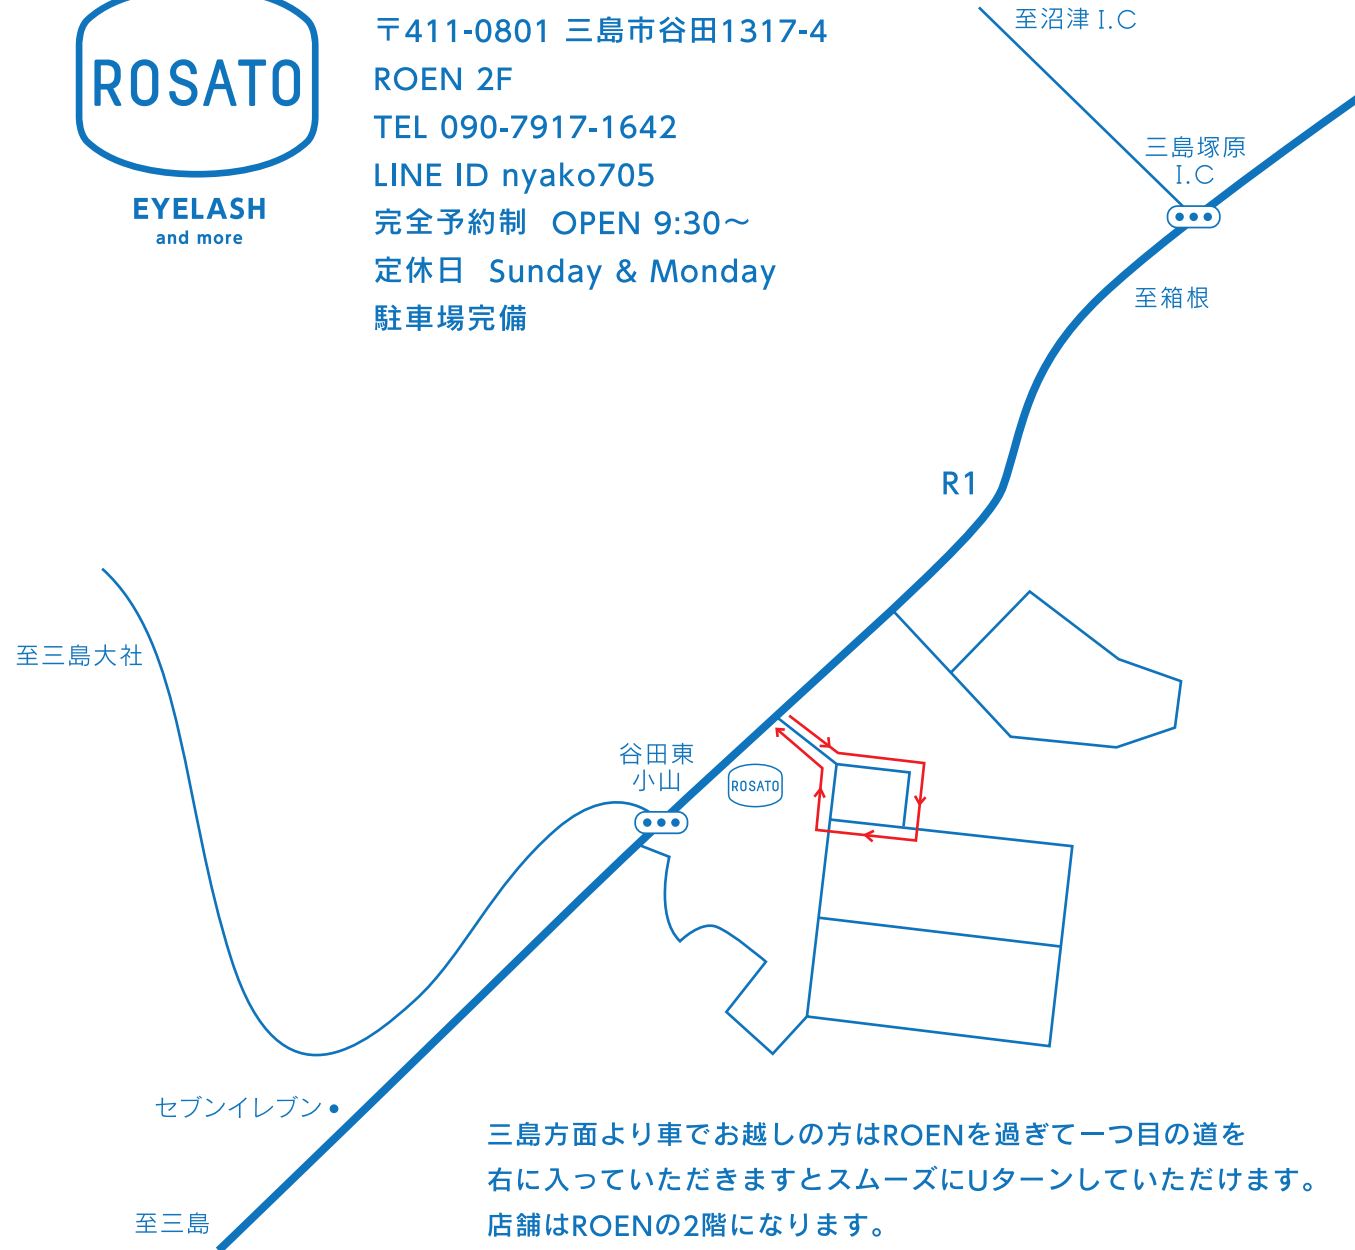 ROSATO
EYELASH
and more
〒411-0801 三島市谷田1317-4
ROEN 2F
TEL 090-7917-1642
LINE ID nyako705
完全予約制 OPEN 9:30〜
定休日 Sunday & Monday
駐車場完備
至沼津 I.C
三島塚原
I.C
至箱根
R1
至三島大社
谷田東
小山
ROSATO
セブンイレブン
至三島
三島方面より車でお越しの方はROENを過ぎて一つ目の道を
右に入っていただきますとスムーズにUターンしていただけます。
店舗はROENの2階になります。